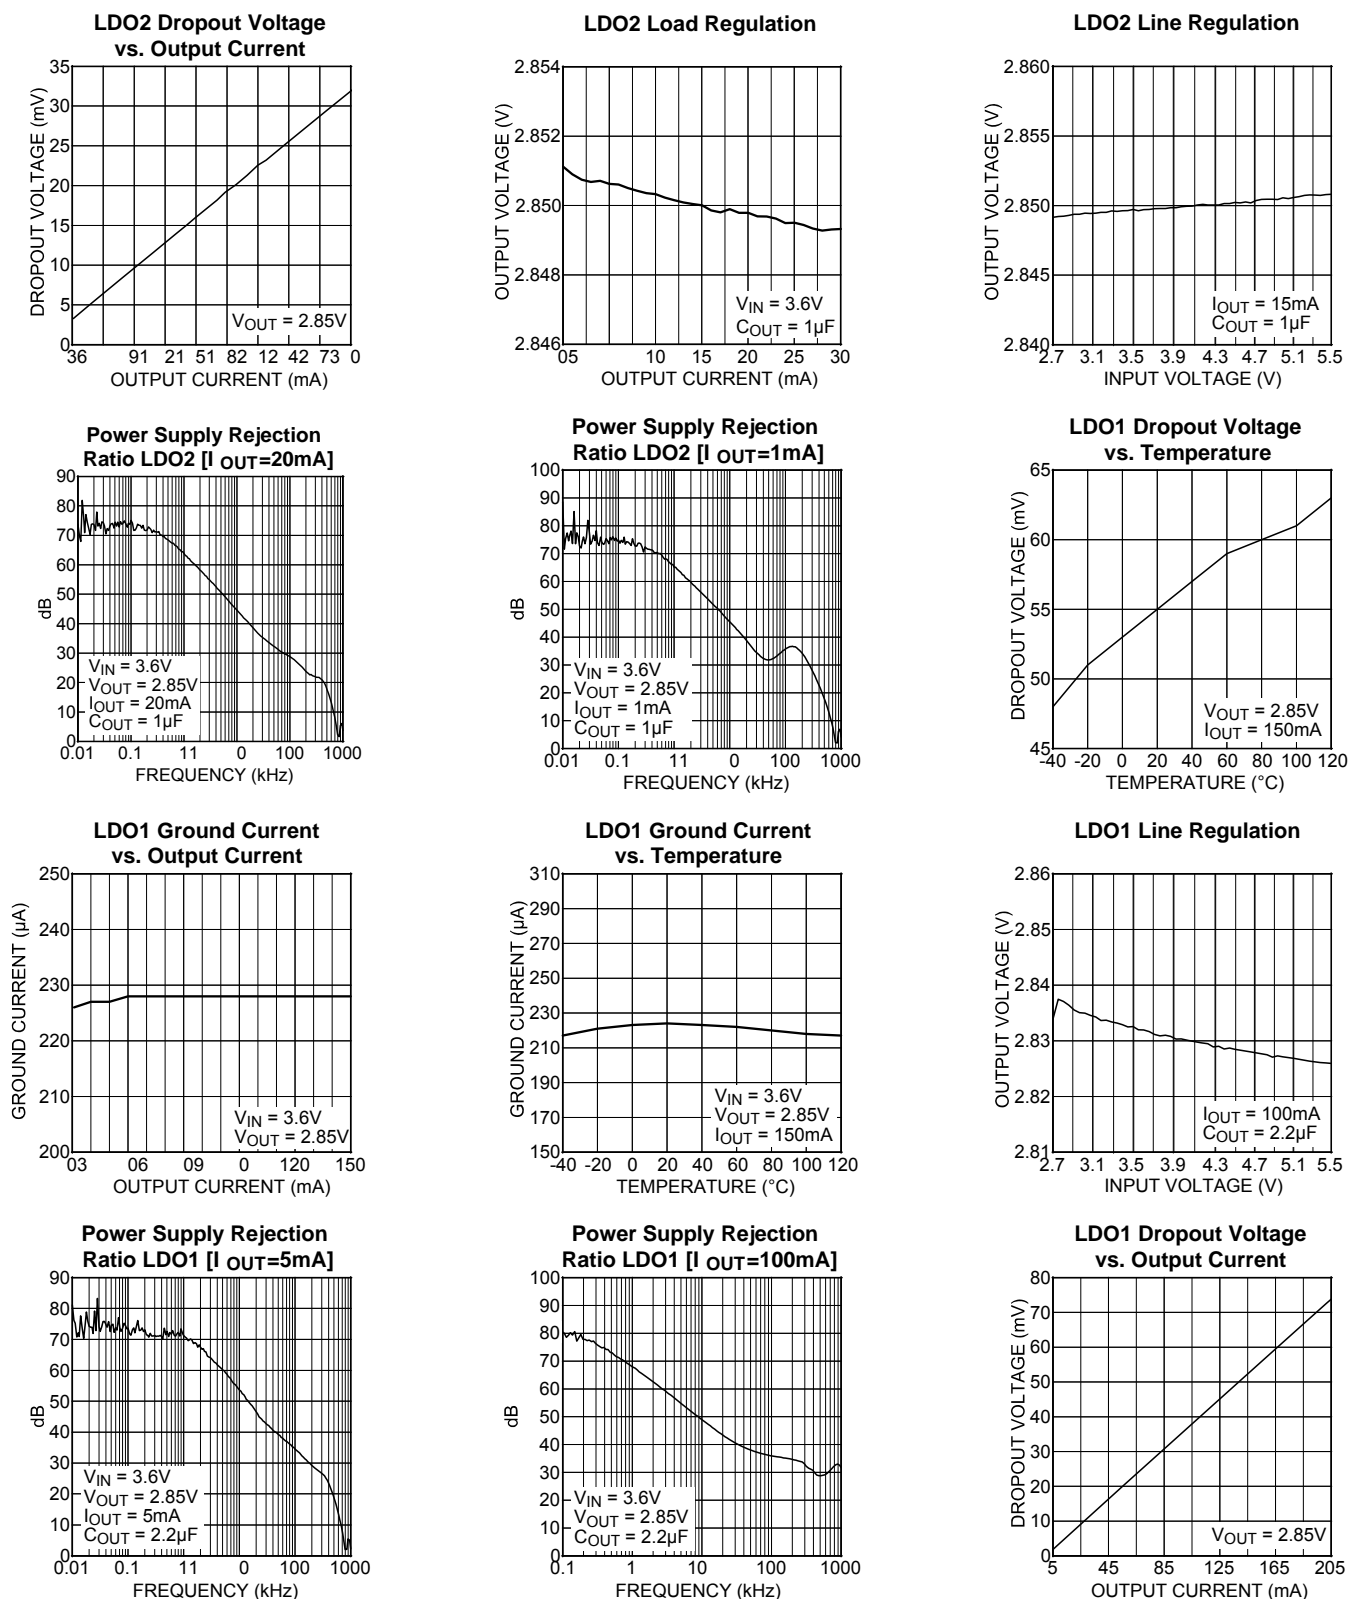 LDO2 Dropout Voltage
vs. Output Current
35
30
25
20
15
10
5
0
DROPOUT VOLTAGE (mV)
VOUT = 2.85V
36 91 21 51 82 12 42 73 0
OUTPUT CURRENT (mA)
LDO2 Load Regulation
2.854
2.852
2.850
2.848
2.846
OUTPUT VOLTAGE (V)
VIN = 3.6V
COUT = 1µF
05 10 15 20 25 30
OUTPUT CURRENT (mA)
LDO2 Line Regulation
2.860
2.855
2.850
2.845
2.840
OUTPUT VOLTAGE (V)
IOUT = 15mA
COUT = 1µF
2.7 3.1 3.5 3.9 4.3 4.7 5.1 5.5
INPUT VOLTAGE (V)
Power Supply Rejection
Ratio LDO2 [I OUT=20mA]
90
80
70
60
50
40
30
20
10
0
dB
VIN = 3.6V
VOUT = 2.85V
IOUT = 20mA
COUT = 1µF
0.01 0.1 11 0 100 1000
FREQUENCY (kHz)
Power Supply Rejection
Ratio LDO2 [I OUT=1mA]
100
90
80
70
60
50
40
30
20
10
0
dB
VIN = 3.6V
VOUT = 2.85V
IOUT = 1mA
COUT = 1µF
0.01 0.1 11 0 100 1000
FREQUENCY (kHz)
LDO1 Dropout Voltage
vs. Temperature
65
60
55
50
45
DROPOUT VOLTAGE (mV)
VOUT = 2.85V
IOUT = 150mA
-40 -20 0 20 40 60 80 100 120
TEMPERATURE (°C)
LDO1 Ground Current
vs. Output Current
250
240
230
220
210
200
GROUND CURRENT (µA)
VIN = 3.6V
VOUT = 2.85V
03 06 09 0 120 150
OUTPUT CURRENT (mA)
LDO1 Ground Current
vs. Temperature
310
290
270
250
230
210
190
170
150
GROUND CURRENT (µA)
VIN = 3.6V
VOUT = 2.85V
IOUT = 150mA
-40 -20 0 20 40 60 80 100 120
TEMPERATURE (°C)
LDO1 Line Regulation
2.86
2.85
2.84
2.83
2.82
2.81
OUTPUT VOLTAGE (V)
IOUT = 100mA
COUT = 2.2µF
2.7 3.1 3.5 3.9 4.3 4.7 5.1 5.5
INPUT VOLTAGE (V)
Power Supply Rejection
Ratio LDO1 [I OUT=5mA]
90
80
70
60
50
40
30
20
10
0
dB
VIN = 3.6V
VOUT = 2.85V
IOUT = 5mA
COUT = 2.2µF
0.01 0.1 11 0 100 1000
FREQUENCY (kHz)
Power Supply Rejection
Ratio LDO1 [I OUT=100mA]
100
90
80
70
60
50
40
30
20
10
0
dB
VIN = 3.6V
VOUT = 2.85V
COUT = 2.2µF
0.1 1 10 100 1000
FREQUENCY (kHz)
LDO1 Dropout Voltage
vs. Output Current
80
70
60
50
40
30
20
10
0
DROPOUT VOLTAGE (mV)
VOUT = 2.85V
5 45 85 125 165 205
OUTPUT CURRENT (mA)